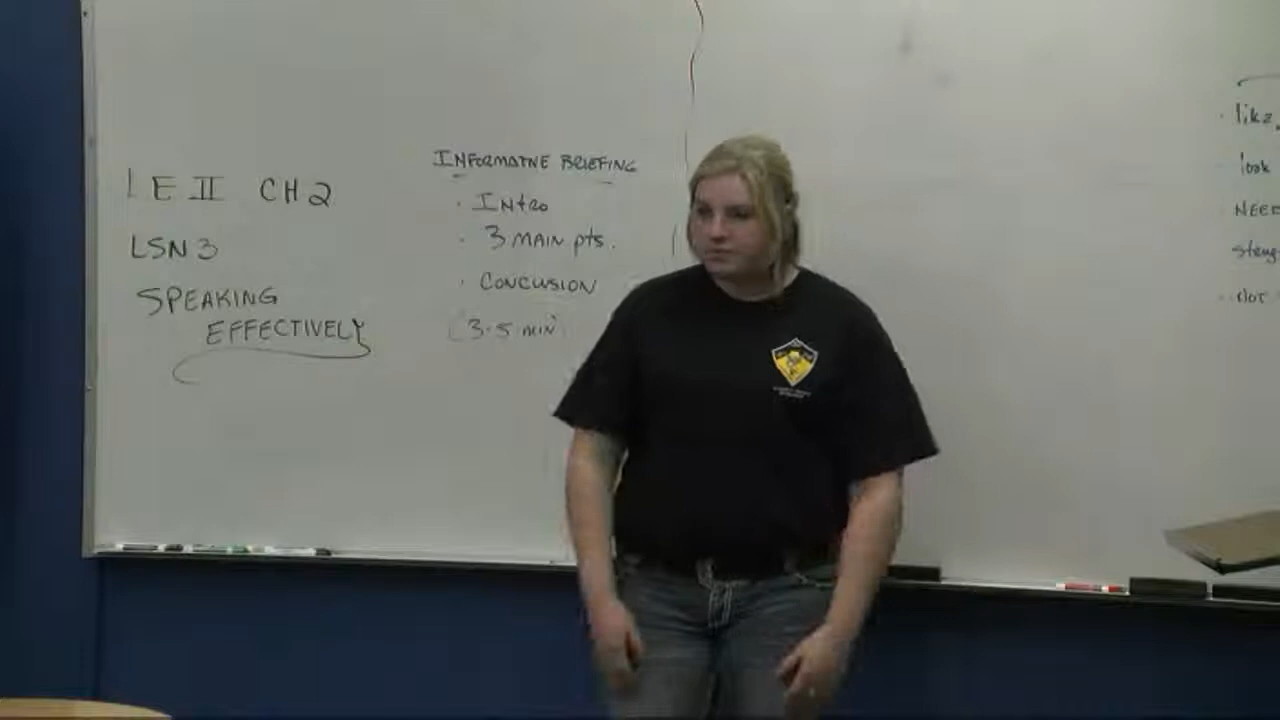 LE II CH 2
LSN 3
SPEAKING
EFFECTIVELY
INFORMATIVE BRIEFING
· INTRO
· 3 MAIN pts.
· CONCLUSION
(3-5 MIN)
· like
look
NEED